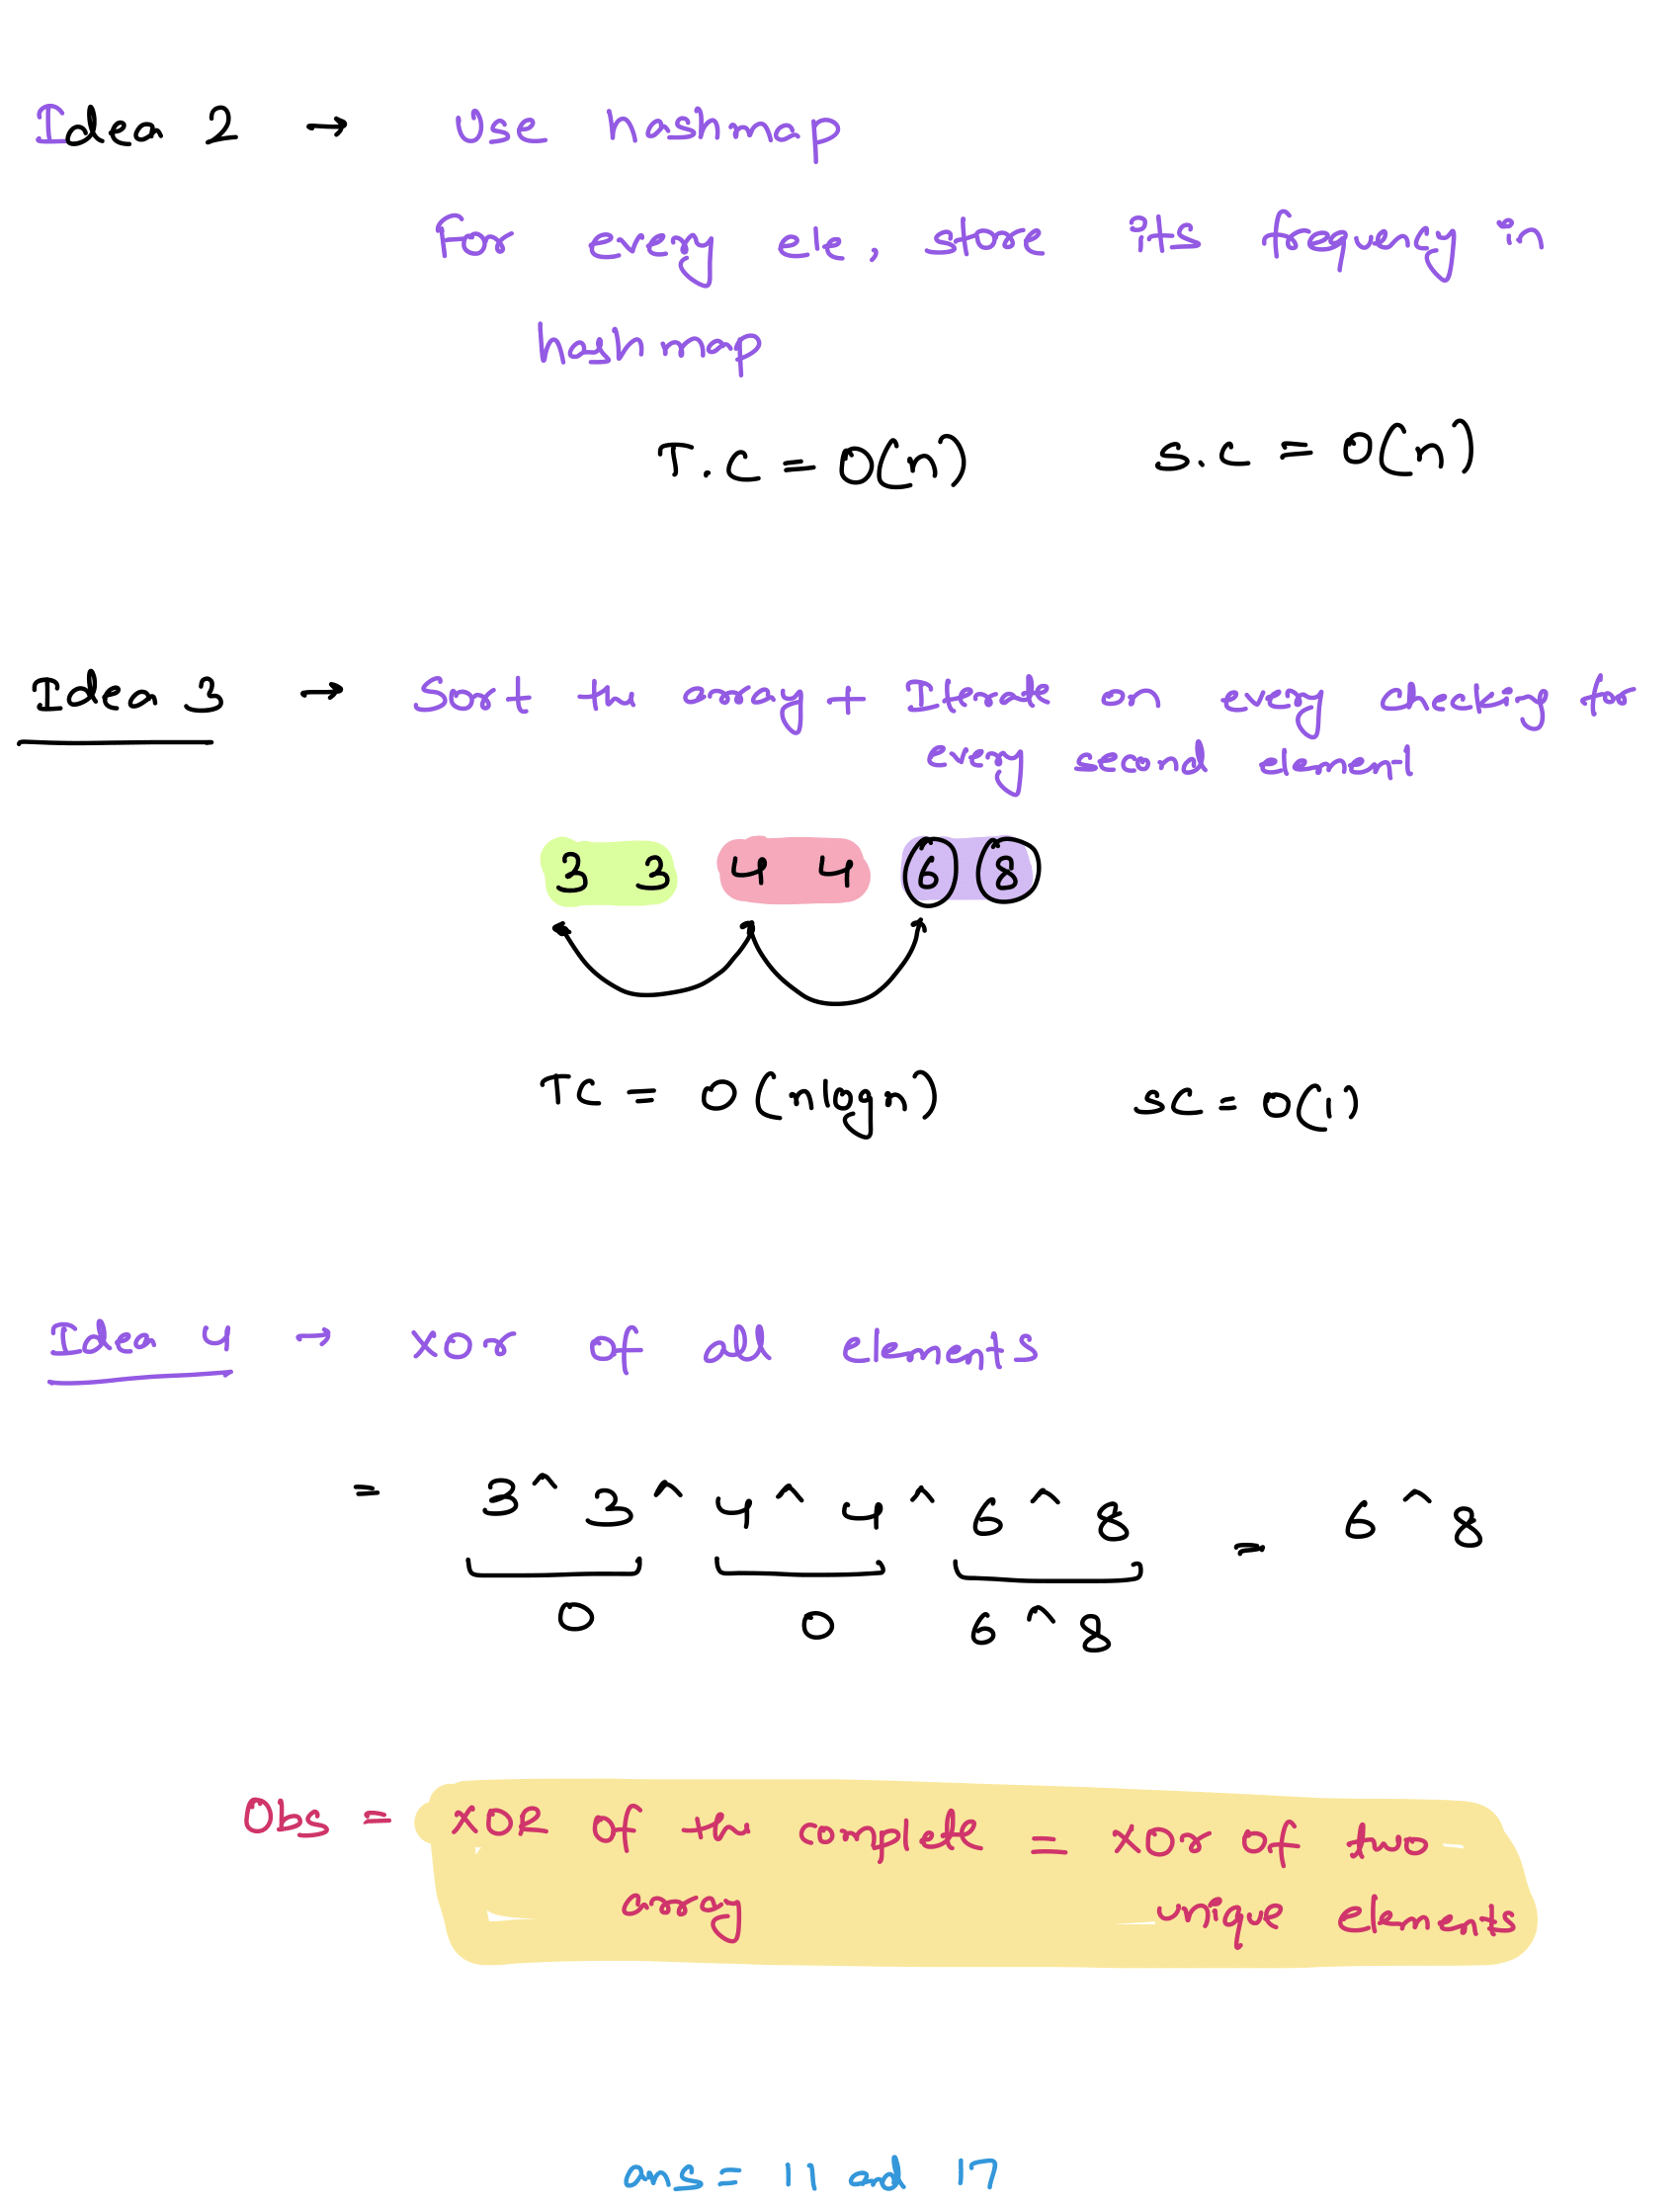 Idea 2 → Use hashmap
For every ele, store its frequency in
hashmap
T.C = O(n) S.C = O(n)
Idea 3 → Sort the array + Iterate on every checking for
every second element
3 3 4 4 6 8
TC = O(nlogn) SC = O(1)
Idea 4 → XOr of all elements
= 3 ^ 3 ^ 4 ^ 4 ^ 6 ^ 8 = 6 ^ 8
0 0 6 ^ 8
Obs = XOR of the complete = XOr of two
array unique elements
ans = 11 and 17